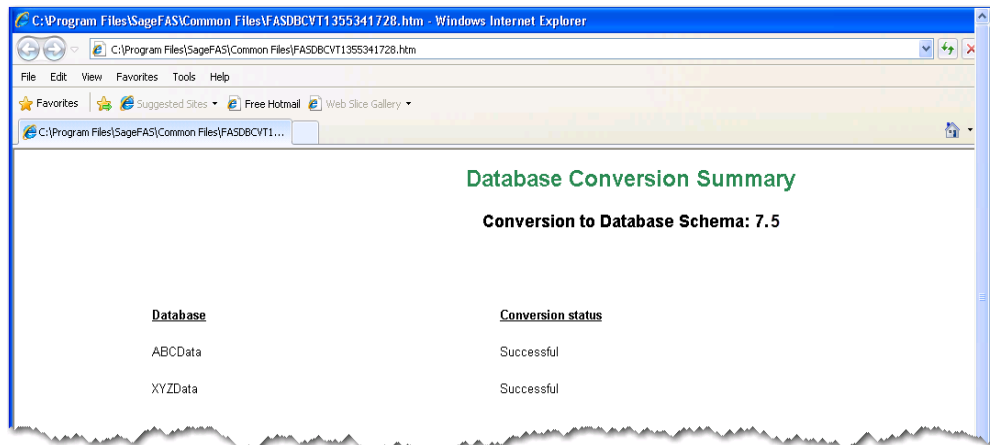 C:\Program Files\SageFAS\Common Files\FASDBCVT1355341728.htm - Windows Internet Explorer
C:\Program Files\SageFAS\Common Files\FASDBCVT1355341728.htm
File Edit View Favorites Tools Help
Favorites Suggested Sites Free Hotmail Web Slice Gallery
C:\Program Files\SageFAS\Common Files\FASDBCVT1...
Database Conversion Summary
Conversion to Database Schema: 7.5
Database Conversion status
ABCData Successful
XYZData Successful